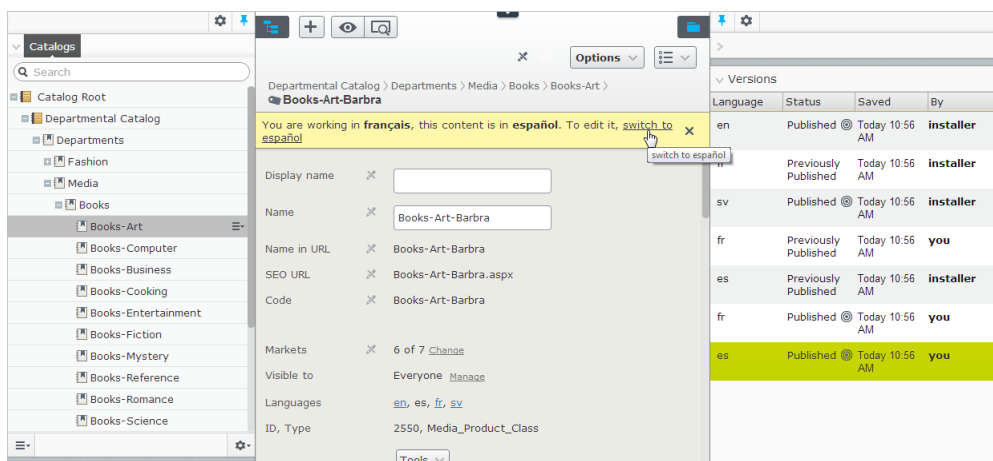 Catalogs
Search
Catalog Root
Departmental Catalog
Departments
Fashion
Media
Books
Books-Art
Books-Computer
Books-Business
Books-Cooking
Books-Entertainment
Books-Fiction
Books-Mystery
Books-Reference
Books-Romance
Books-Science
Options
Departmental Catalog > Departments > Media > Books > Books-Art >
Books-Art-Barbra
You are working in français, this content is in español. To edit it, switch to
español
switch to español
Display name
Name Books-Art-Barbra
Name in URL Books-Art-Barbra
SEO URL Books-Art-Barbra.aspx
Code Books-Art-Barbra
Markets 6 of 7 Change
Visible to Everyone Manage
Languages en, es, fr, sv
ID, Type 2550, Media_Product_Class
Tools
Versions
Language Status Saved By
en Published Today 10:56 installer
AM
Previously Today 10:56 installer
Published AM
sv Published Today 10:56 installer
AM
fr Previously Today 10:56 you
Published AM
es Previously Today 10:56 installer
Published AM
fr Published Today 10:56 you
AM
es Published Today 10:56 you
AM